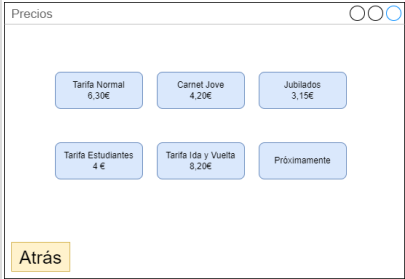 Precios
Tarifa Normal
6,30€
Carnet Jove
4,20€
Jubilados
3,15€
Tarifa Estudiantes
4 €
Tarifa Ida y Vuelta
8,20€
Próximamente
Atrás